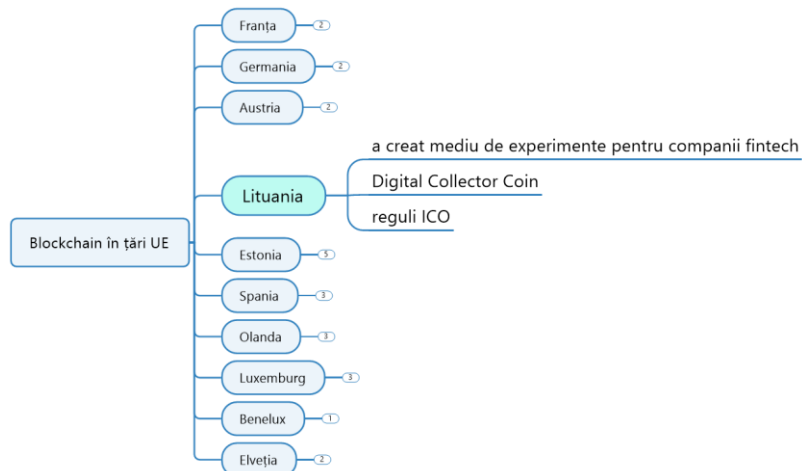 Franța
2
Germania
2
Austria
2
a creat mediu de experimente pentru companii fintech
Lituania
Digital Collector Coin
reguli ICO
Blockchain în țări UE
Estonia
5
Spania
3
Olanda
3
Luxemburg
3
Benelux
1
Elveția
2